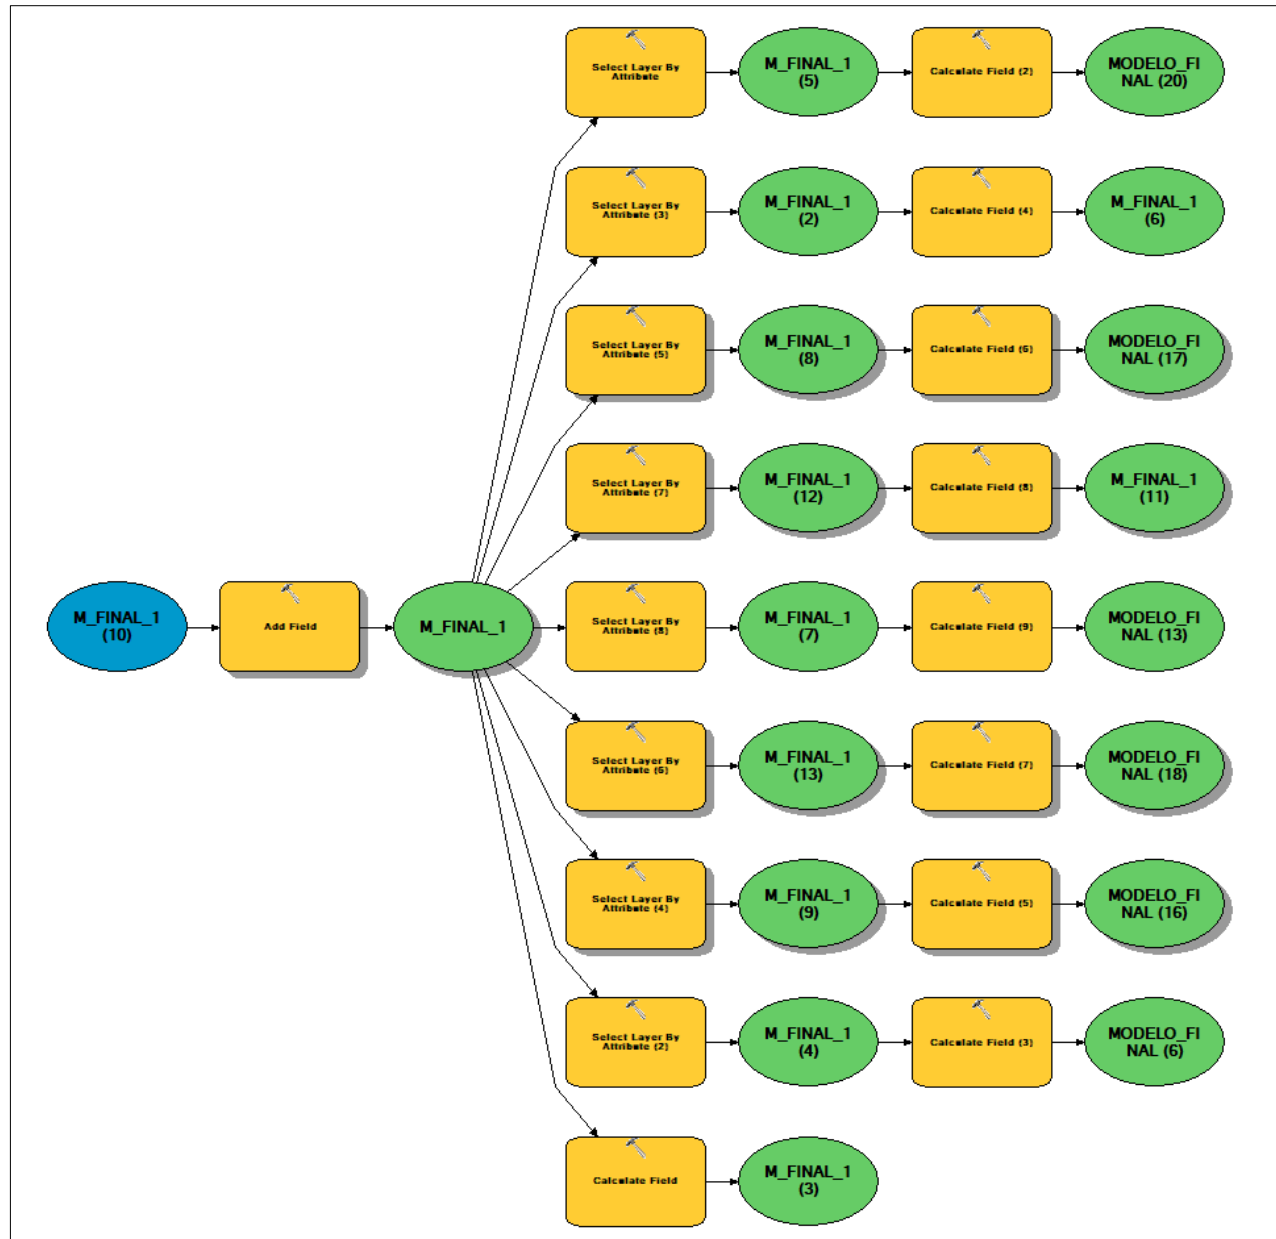 Select Layer By
Attribute
M_FINAL_1
(5)
Calculate Field (2)
MODELO_FI
NAL (20)
Select Layer By
Attribute (3)
M_FINAL_1
(2)
Calculate Field (4)
M_FINAL_1
(6)
Select Layer By
Attribute (5)
M_FINAL_1
(8)
Calculate Field (6)
MODELO_FI
NAL (17)
Select Layer By
Attribute (7)
M_FINAL_1
(12)
Calculate Field (8)
M_FINAL_1
(11)
M_FINAL_1
(10)
Add Field
M_FINAL_1
Select Layer By
Attribute (8)
M_FINAL_1
(7)
Calculate Field (9)
MODELO_FI
NAL (13)
Select Layer By
Attribute (6)
M_FINAL_1
(13)
Calculate Field (7)
MODELO_FI
NAL (18)
Select Layer By
Attribute (4)
M_FINAL_1
(9)
Calculate Field (5)
MODELO_FI
NAL (16)
Select Layer By
Attribute (2)
M_FINAL_1
(4)
Calculate Field (3)
MODELO_FI
NAL (6)
Calculate Field
M_FINAL_1
(3)